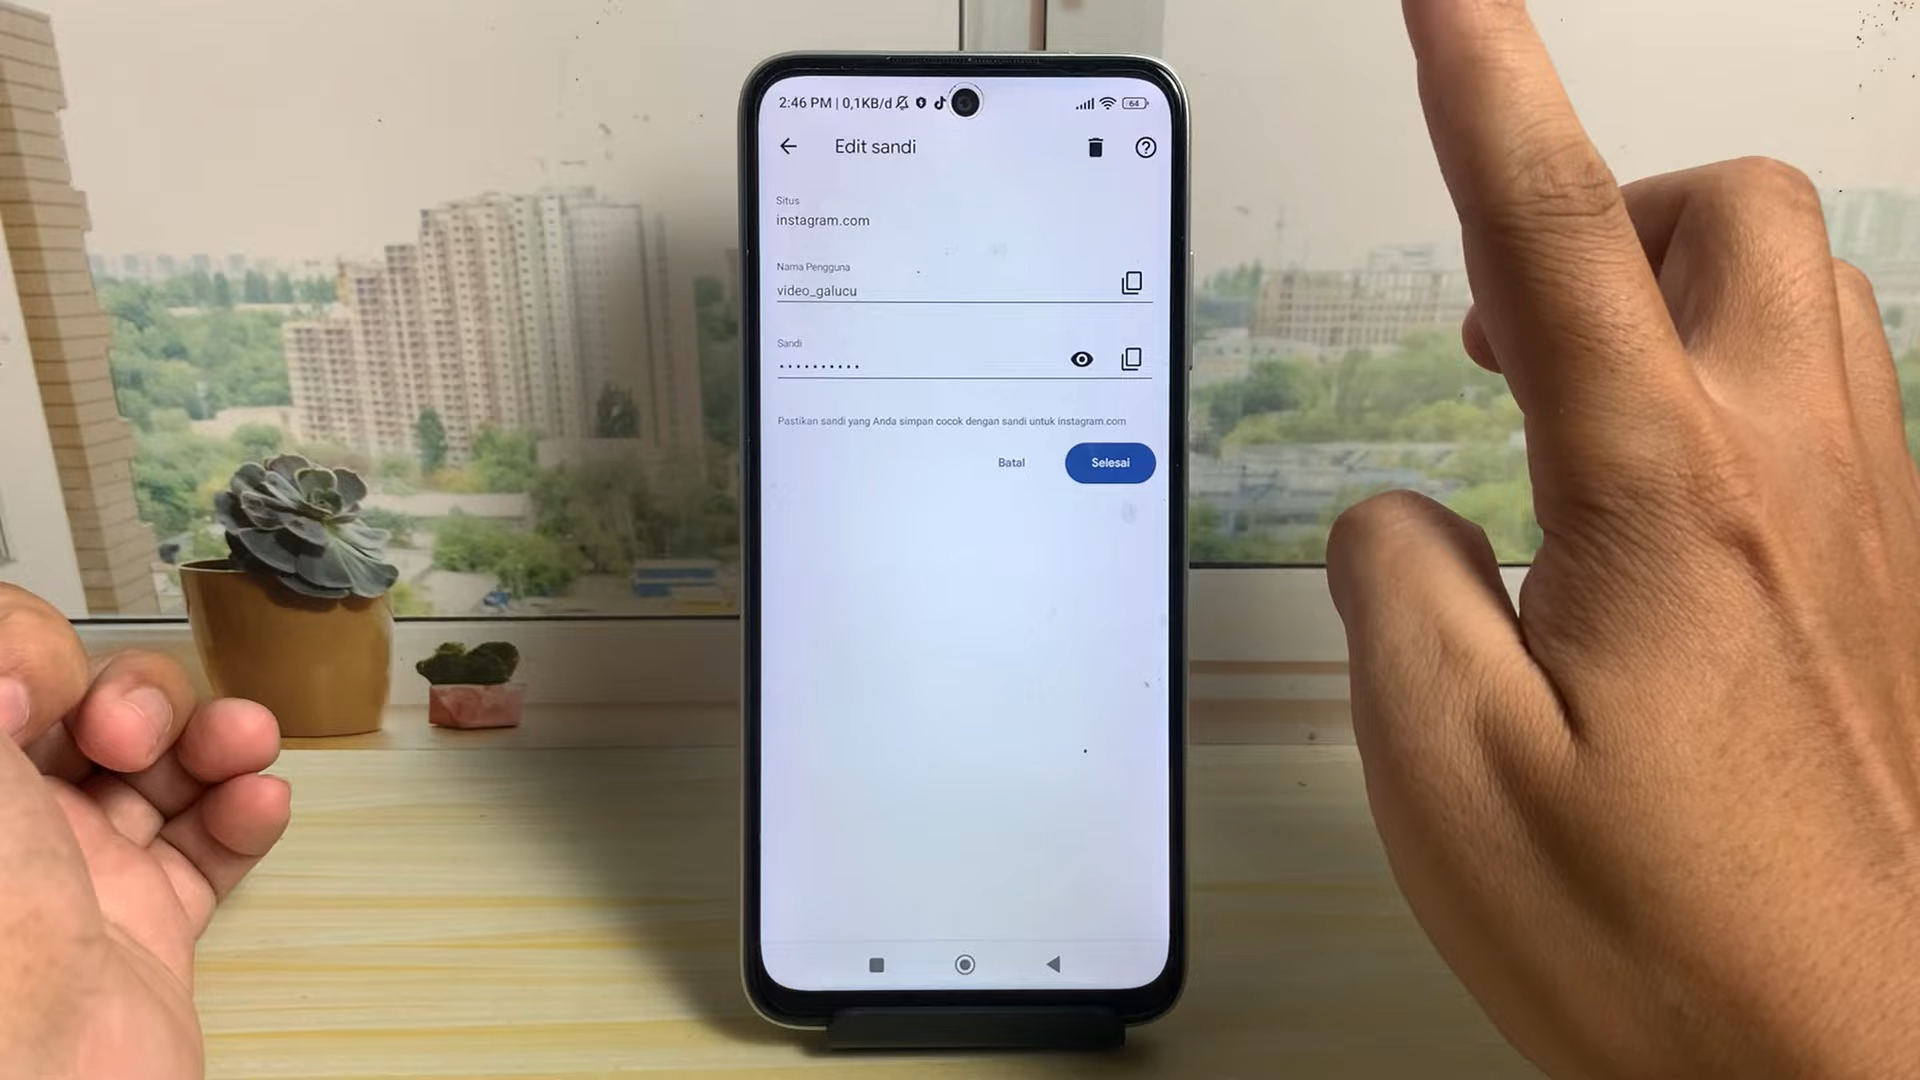 2:46 PM | 0,1KB/d
64
Edit sandi
Situs
instagram.com
Nama Pengguna
video_galucu
Sandi
••••••••••
Pastikan sandi yang Anda simpan cocok dengan sandi untuk instagram.com
Batal
Selesai